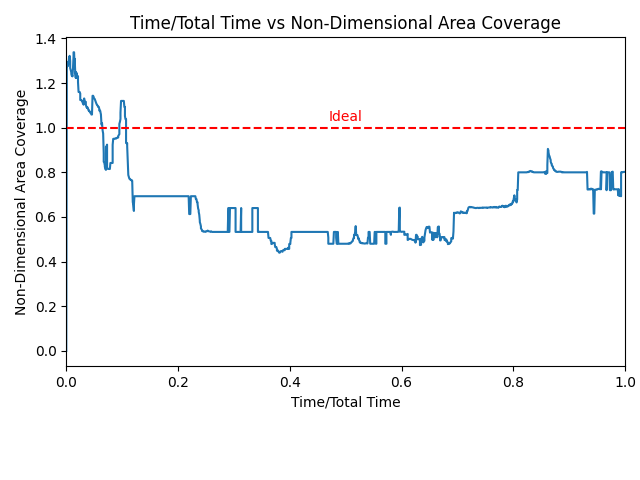 Time/Total Time vs Non-Dimensional Area Coverage
1.4
1.2
1.0
0.8
0.6
0.4
0.2
0.0
Non-Dimensional Area Coverage
Ideal
0.0 0.2 0.4 0.6 0.8 1.0
Time/Total Time